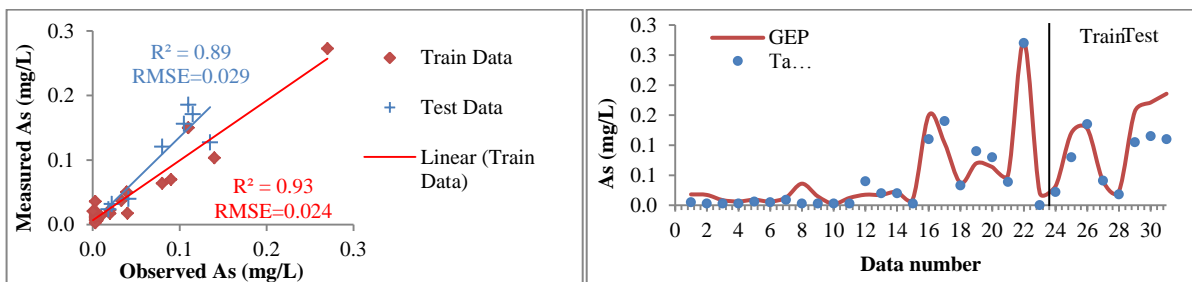 Measured As (mg/L)
0.3
0.2
0.1
0.0
R² = 0.89
RMSE=0.029
R² = 0.93
RMSE=0.024
0.0 0.1 0.2 0.3
Observed As (mg/L)
Train Data
Test Data
Linear (Train
Data)
As (mg/L)
0.3
0.3
0.2
0.2
0.1
0.1
0.0
GEP
Ta…
TrainTest
0 2 4 6 8 10 12 14 16 18 20 22 24 26 28 30
Data number